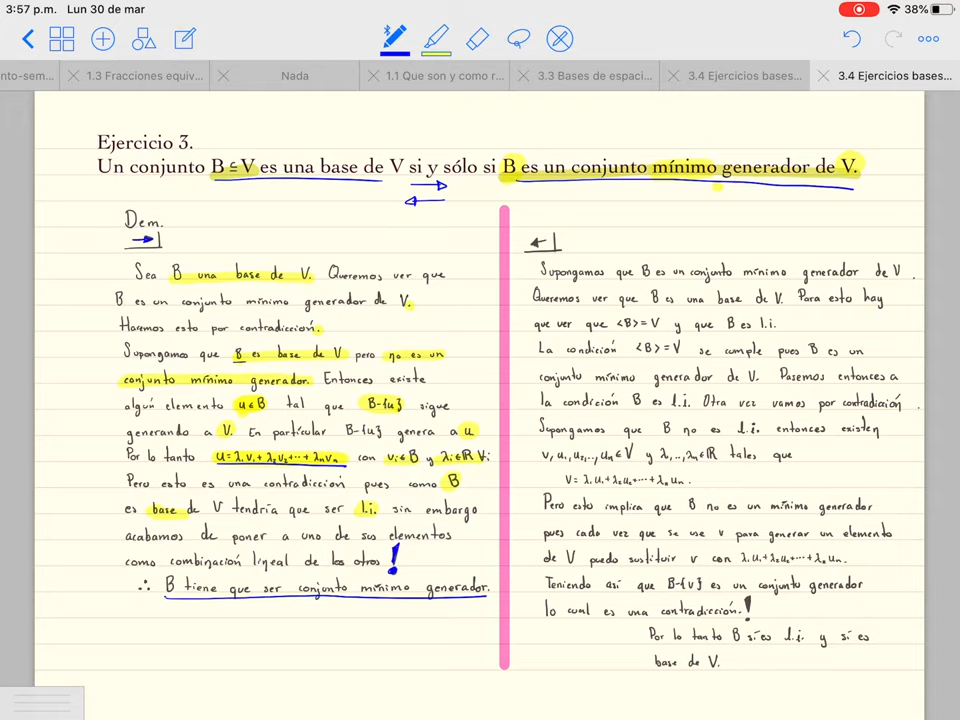 3:57 p.m. Lun 30 de mar
38%
nto-sem...
1.3 Fracciones equiv...
Nada
1.1 Que son y como r...
3.3 Bases de espaci...
3.4 Ejercicios bases...
3.4 Ejercicios bases...
Ejercicio 3.
Un conjunto B ⊆ V es una base de V si y sólo si B es un conjunto mínimo generador de V.
Dem.
→|
Sea B una base de V. Queremos ver que
B es un conjunto mínimo generador de V.
Hacemos esto por contradicción.
Supongamos que B es base de V pero no es un
conjunto mínimo generador. Entonces existe
algún elemento u∈B tal que B-{u} sigue
generando a V. En particular B-{u} genera a u
Por lo tanto u=λ₁v₁+λ₂v₂+···+λₙvₙ con vᵢ∈B y λᵢ∈ℝ ∀i
Pero esto es una contradicción pues como B
es base de V tendría que ser l.i. sin embargo
acabamos de poner a uno de sus elementos
como combinación lineal de los otros!
∴ B tiene que ser conjunto mínimo generador.
←|
Supongamos que B es un conjunto mínimo generador de V.
Queremos ver que B es una base de V. Para esto hay
que ver que <B>=V y que B es l.i.
La condición <B>=V se cumple pues B es un
conjunto mínimo generador de V. Pasemos entonces a
la condición B es l.i. Otra vez vamos por contradicción.
Supongamos que B no es l.i. entonces existen
v,u₁,u₂,...,uₙ∈V y λ₁,...,λₙ∈ℝ tales que
v=λ₁u₁+λ₂u₂+···+λₙuₙ.
Pero esto implica que B no es un mínimo generador
pues cada vez que se use v para generar un elemento
de V puedo sustituir v con λ₁u₁+λ₂u₂+···+λₙuₙ.
Teniendo así que B-{v} es un conjunto generador
lo cual es una contradicción.!
Por lo tanto B sí es l.i. y sí es
base de V.